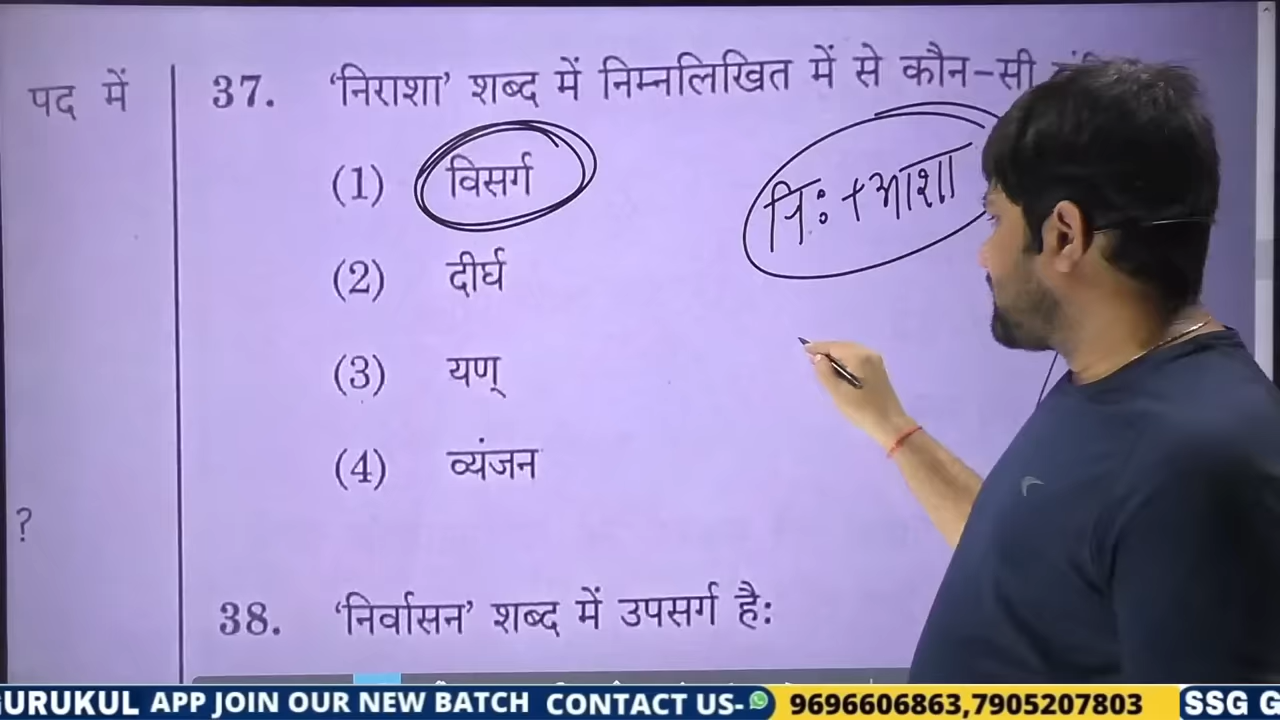 पद में
37. ‘निराशा’ शब्द में निम्नलिखित में से कौन-सी
(1) विसर्ग
निः + आशा
(2) दीर्घ
(3) यण्
(4) व्यंजन
?
38. ‘निर्वासन’ शब्द में उपसर्ग है:
GURUKUL APP JOIN OUR NEW BATCH CONTACT US- 9696606863,7905207803 SSG G